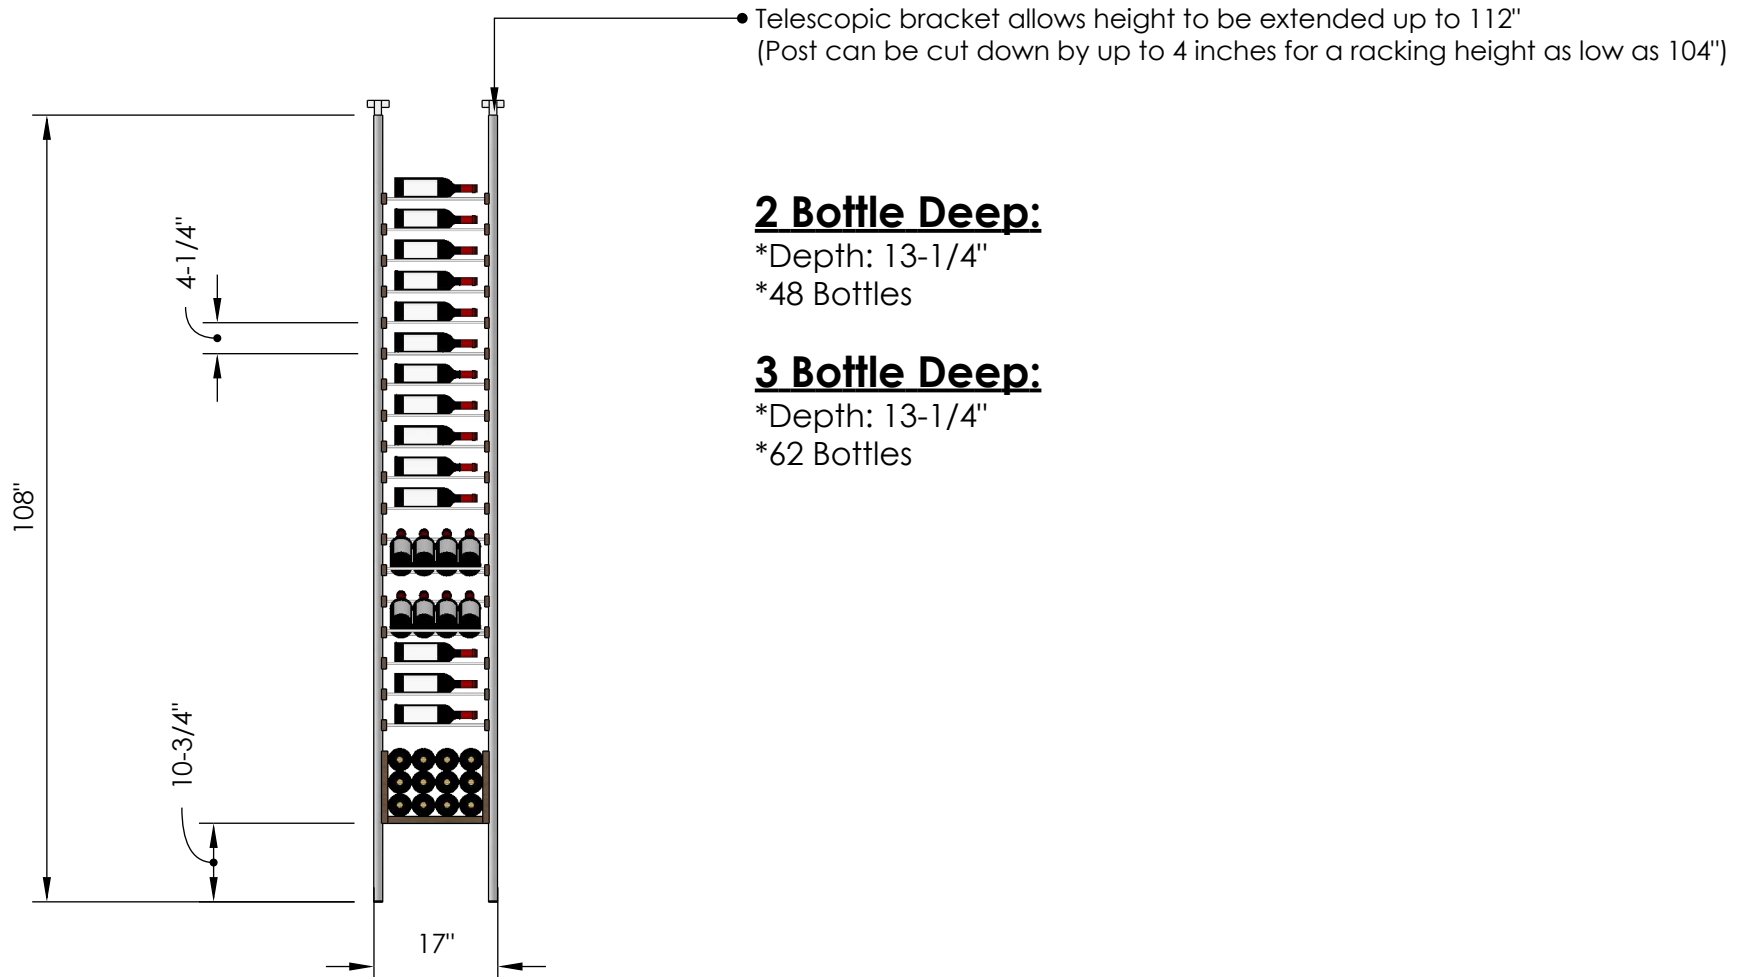 Telescopic bracket allows height to be extended up to 112"
(Post can be cut down by up to 4 inches for a racking height as low as 104")
2 Bottle Deep:
*Depth: 13-1/4"
*48 Bottles
3 Bottle Deep:
*Depth: 13-1/4"
*62 Bottles
4-1/4"
108"
10-3/4"
17"